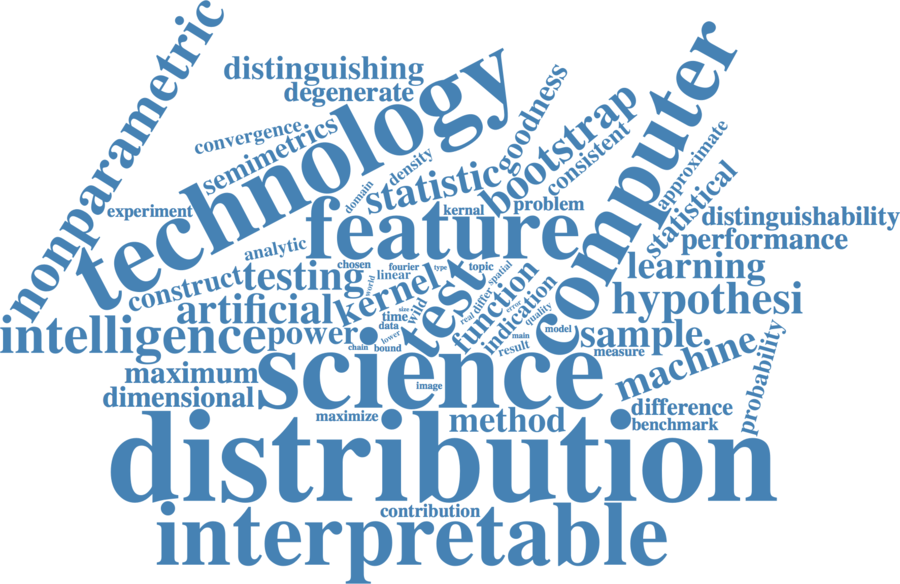 nonparametric
distinguishing
degenerate
technology
convergence
semimetrics
goodness
bootstrap
computer
consistent
approximate
density
domain
statistic
statistical
experiment
feature
kernal
problem
distinguishability
performance
analytic
construct
testing
chosen
fourier
linear
world
type
topic
spatial
learning
artificial
kernel
test
differ
real
function
indication
error
quality
hypothesi
intelligence
power
size
time
data
wild
lower
chain
bound
main
result
model
sample
measure
science
maximum
dimensional
image
machine
probability
maximize
method
difference
benchmark
distribution
contribution
interpretable